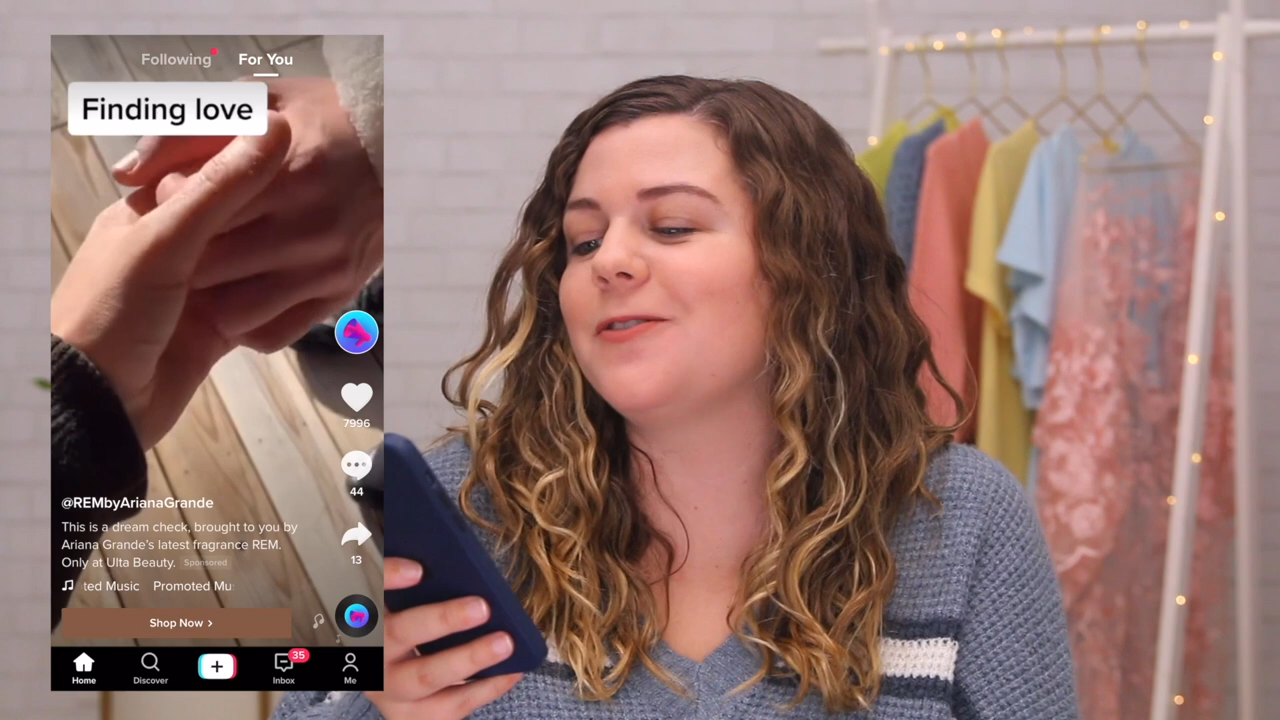 Following For You
Finding love
7996
44
13
@REMbyArianaGrande
This is a dream check, brought to you by
Ariana Grande's latest fragrance REM.
Only at Ulta Beauty. Sponsored
ted Music Promoted Mu
Shop Now >
35
Home Discover Inbox Me